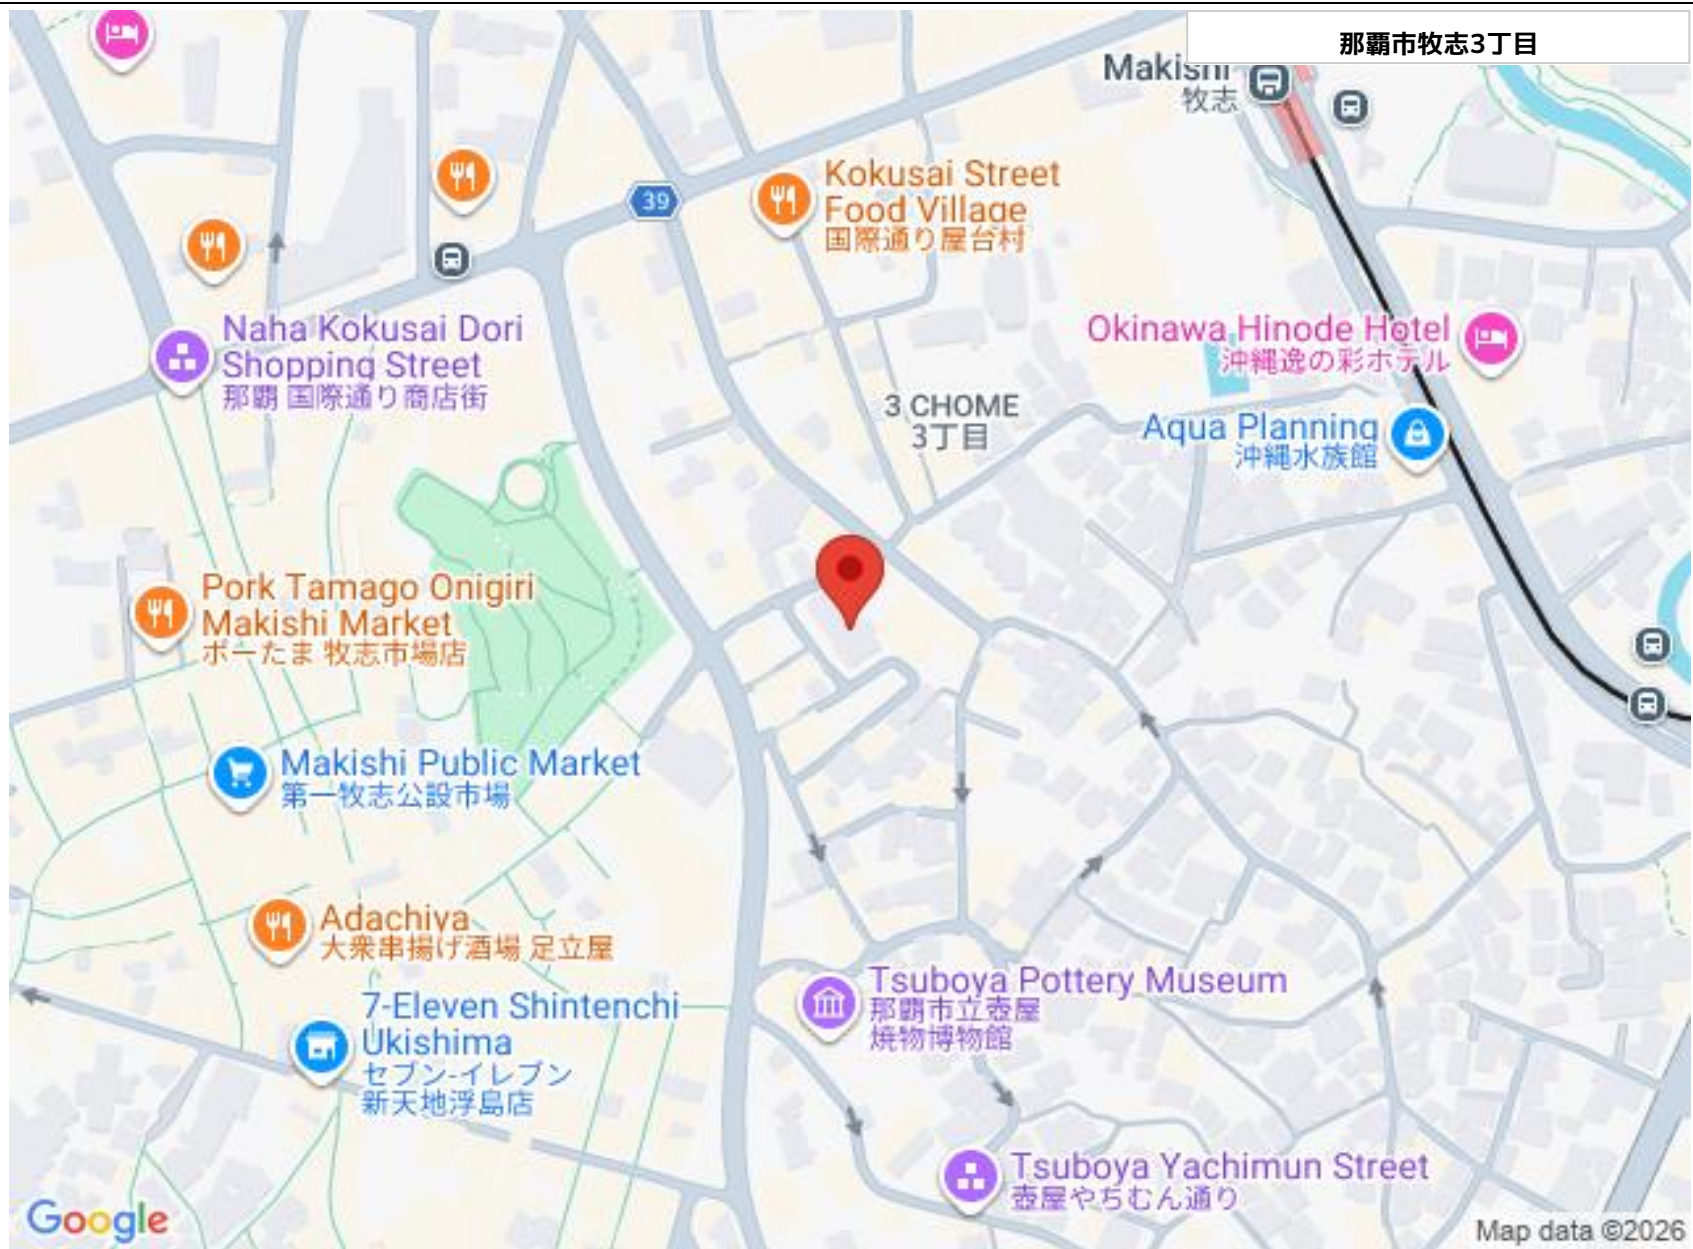 那覇市牧志3丁目
Makishi
牧志
39
Kokusai Street
Food Village
国際通り屋台村
Naha Kokusai Dori
Shopping Street
那覇 国際通り商店街
Okinawa Hinode Hotel
沖縄逸の彩ホテル
3 CHOME
3丁目
Aqua Planning
沖縄水族館
Pork Tamago Onigiri
Makishi Market
ポーたま 牧志市場店
Makishi Public Market
第一牧志公設市場
Adachiya
大衆串揚げ酒場 足立屋
Tsuboya Pottery Museum
那覇市立壺屋
焼物博物館
7-Eleven Shintenchi
Ukishima
セブン-イレブン
新天地浮島店
Tsuboya Yachimun Street
壺屋やちむん通り
Google
Map data ©2026